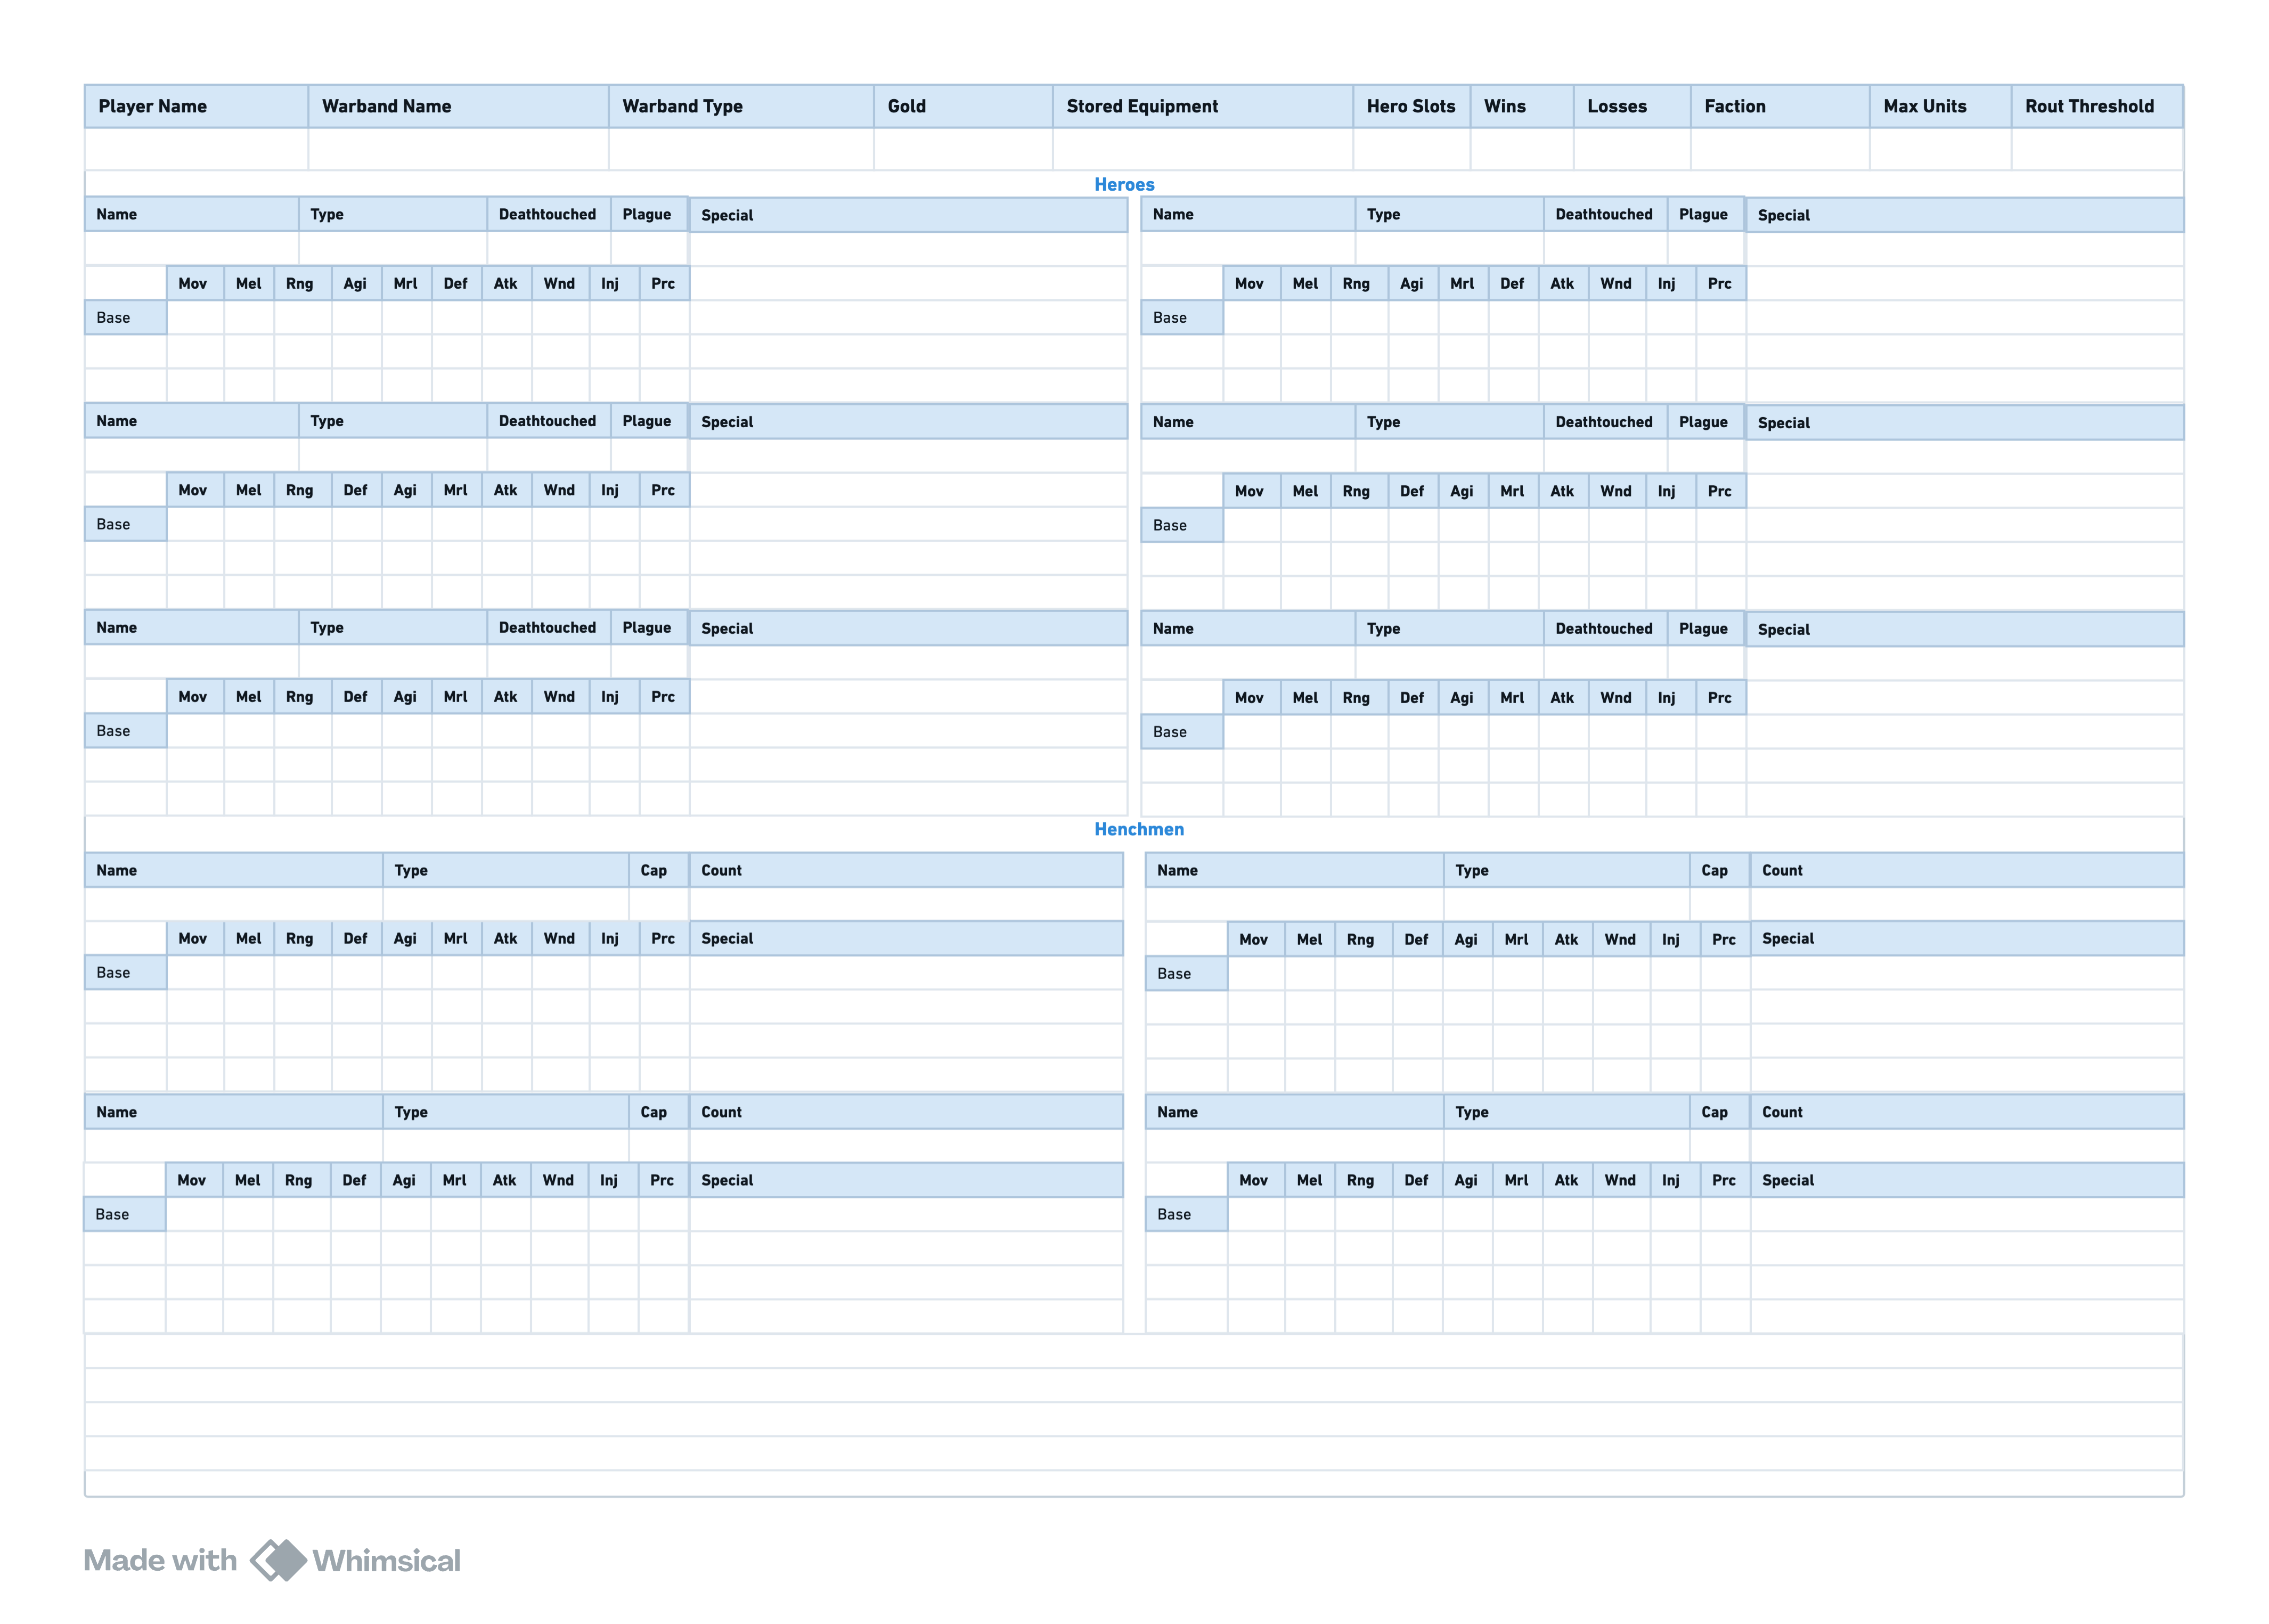 Player Name Warband Name Warband Type Gold Stored Equipment Hero Slots Wins Losses Faction Max Units Rout Threshold
Heroes
Name Type Deathtouched Plague Special Name Type Deathtouched Plague Special
Mov Mel Rng Agi Mrl Def Atk Wnd Inj Prc Mov Mel Rng Agi Mrl Def Atk Wnd Inj Prc
Base Base
Name Type Deathtouched Plague Special Name Type Deathtouched Plague Special
Mov Mel Rng Def Agi Mrl Atk Wnd Inj Prc Mov Mel Rng Def Agi Mrl Atk Wnd Inj Prc
Base Base
Name Type Deathtouched Plague Special Name Type Deathtouched Plague Special
Mov Mel Rng Def Agi Mrl Atk Wnd Inj Prc Mov Mel Rng Def Agi Mrl Atk Wnd Inj Prc
Base Base
Henchmen
Name Type Cap Count Name Type Cap Count
Mov Mel Rng Def Agi Mrl Atk Wnd Inj Prc Special Mov Mel Rng Def Agi Mrl Atk Wnd Inj Prc Special
Base Base
Name Type Cap Count Name Type Cap Count
Mov Mel Rng Def Agi Mrl Atk Wnd Inj Prc Special Mov Mel Rng Def Agi Mrl Atk Wnd Inj Prc Special
Base Base
Made with Whimsical